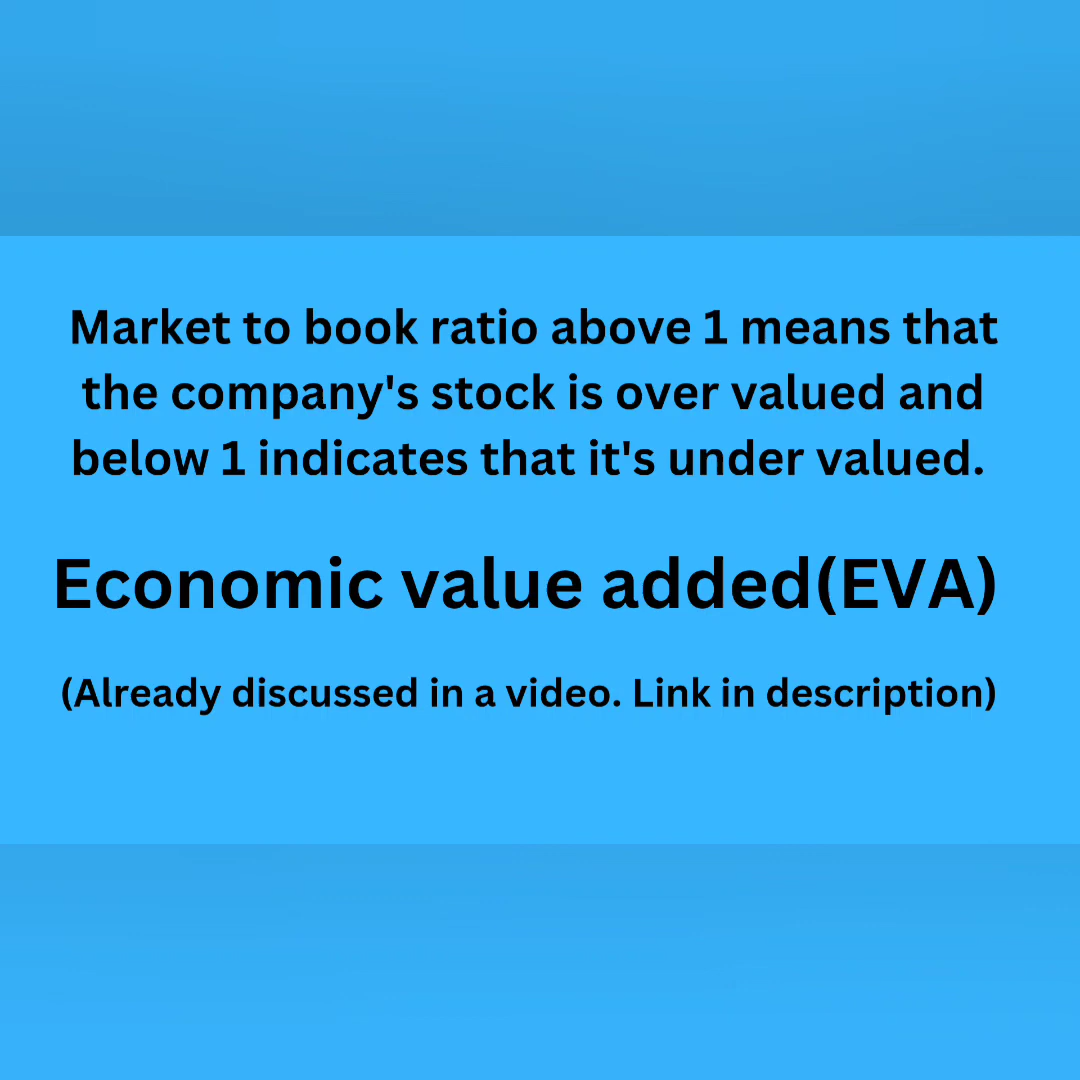 Market to book ratio above 1 means that
the company's stock is over valued and
below 1 indicates that it's under valued.
Economic value added(EVA)
(Already discussed in a video. Link in description)